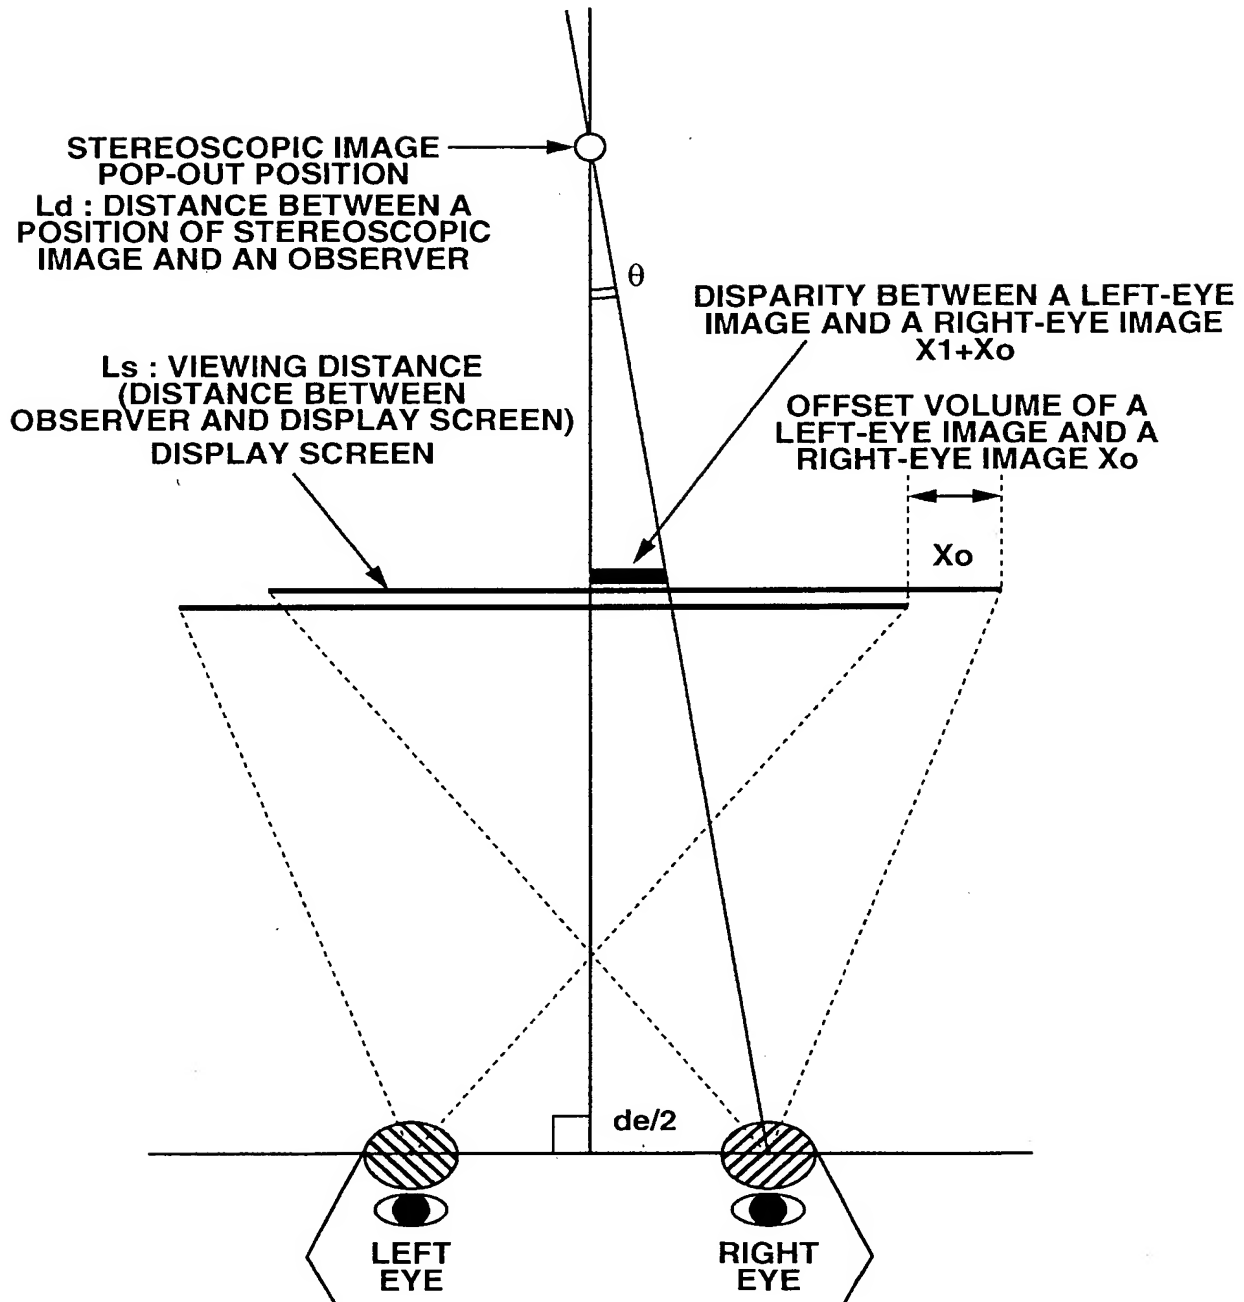 STEREOSCOPIC IMAGE
POP-OUT POSITION
Ld : DISTANCE BETWEEN A
POSITION OF STEREOSCOPIC
IMAGE AND AN OBSERVER
θ
DISPARITY BETWEEN A LEFT-EYE
IMAGE AND A RIGHT-EYE IMAGE
X1+Xo
Ls : VIEWING DISTANCE
(DISTANCE BETWEEN
OBSERVER AND DISPLAY SCREEN)
DISPLAY SCREEN
OFFSET VOLUME OF A
LEFT-EYE IMAGE AND A
RIGHT-EYE IMAGE Xo
Xo
de/2
LEFT
EYE
RIGHT
EYE